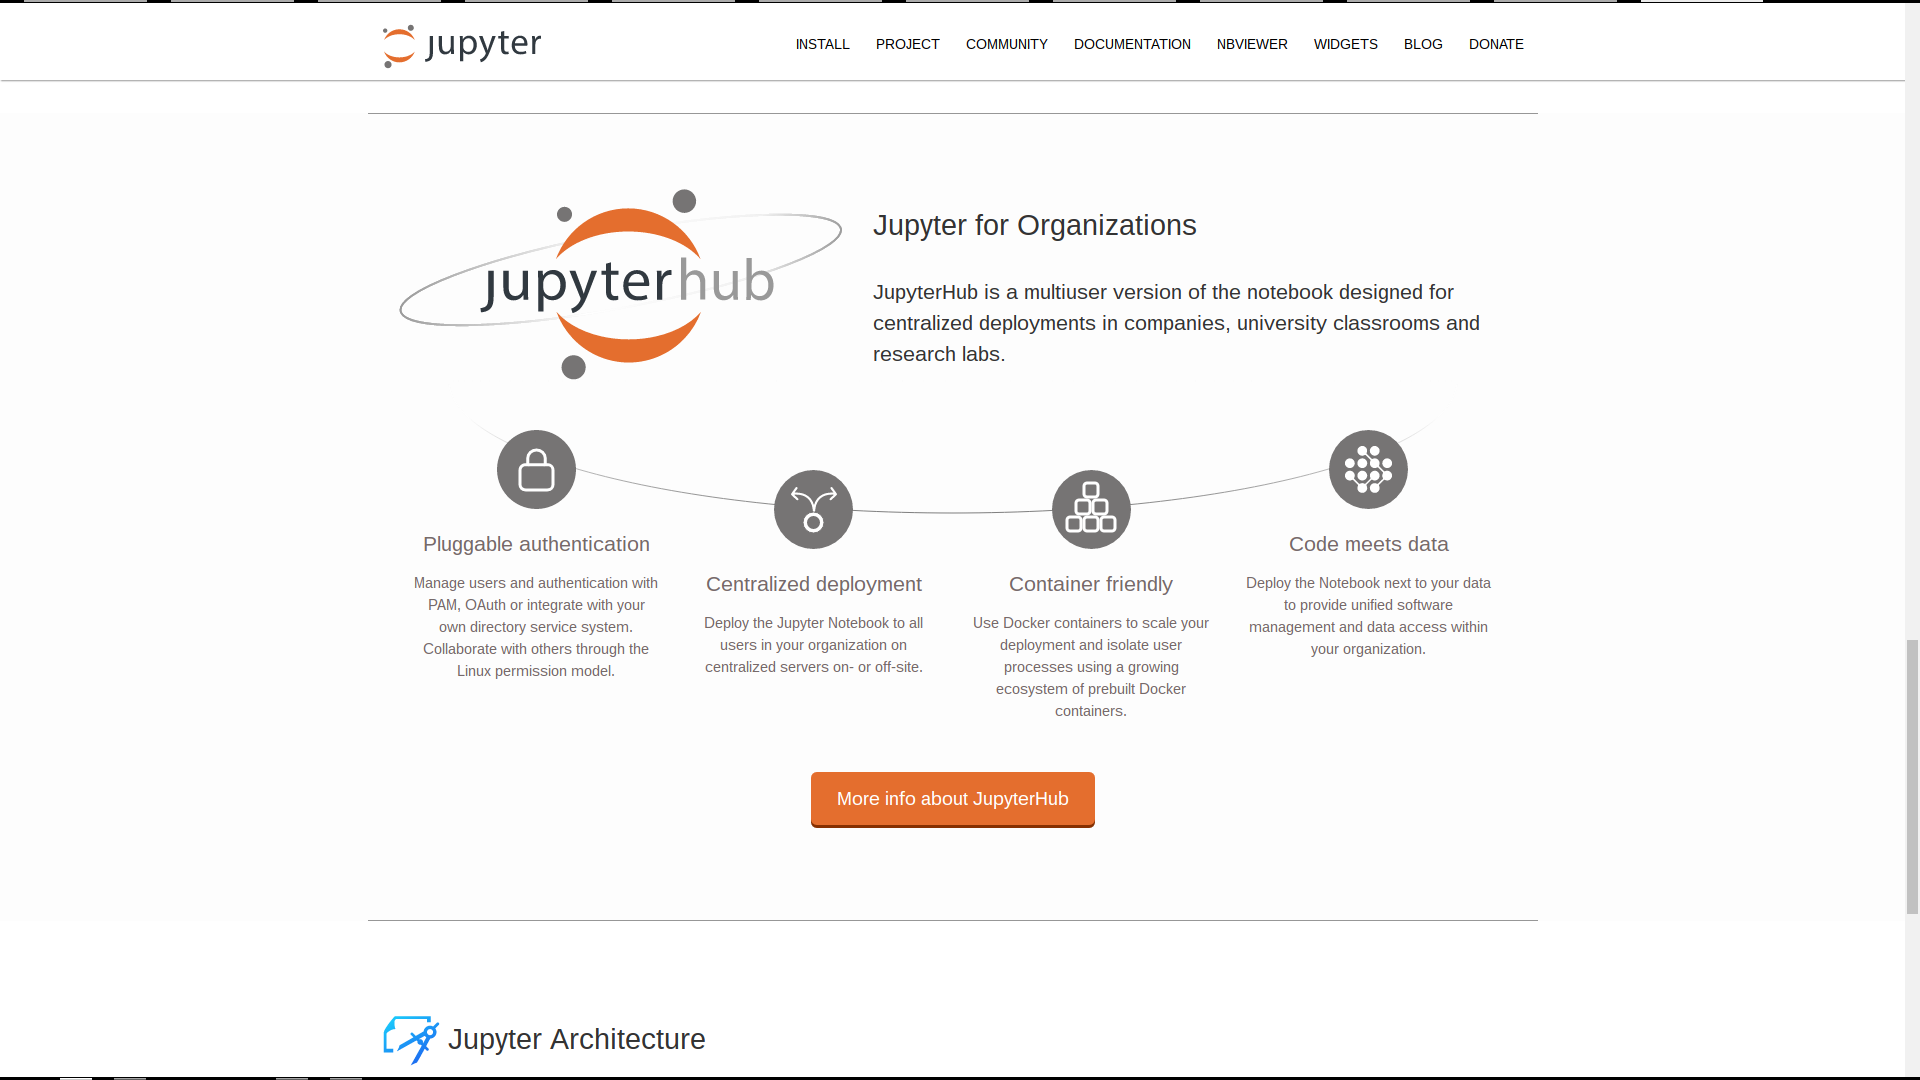 jupyter
INSTALL PROJECT COMMUNITY DOCUMENTATION NBVIEWER WIDGETS BLOG DONATE
jupyterhub
Jupyter for Organizations
JupyterHub is a multiuser version of the notebook designed for
centralized deployments in companies, university classrooms and
research labs.
Pluggable authentication
Manage users and authentication with
PAM, OAuth or integrate with your
own directory service system.
Collaborate with others through the
Linux permission model.
Centralized deployment
Deploy the Jupyter Notebook to all
users in your organization on
centralized servers on- or off-site.
Container friendly
Use Docker containers to scale your
deployment and isolate user
processes using a growing
ecosystem of prebuilt Docker
containers.
Code meets data
Deploy the Notebook next to your data
to provide unified software
management and data access within
your organization.
More info about JupyterHub
Jupyter Architecture